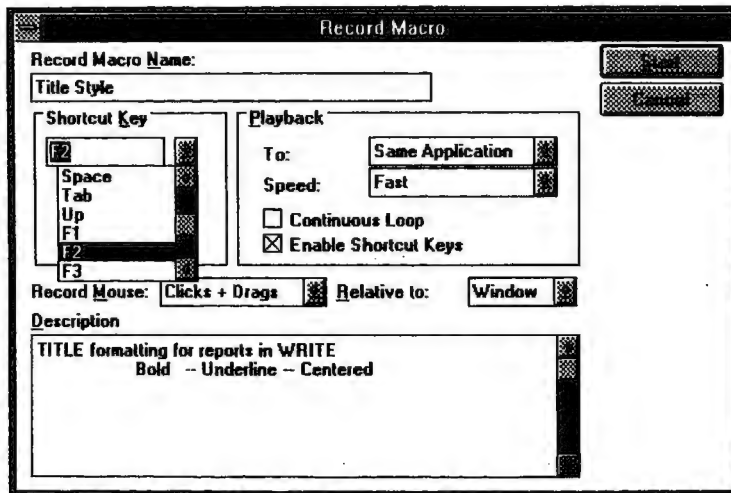 Record Macro
Record Macro Name:
Start
Title Style
Cancel
Shortcut Key
Playback
F2
To:
Same Application
Space
Tab
Speed:
Fast
Up
F1
Continuous Loop
F2
Enable Shortcut Keys
F3
Record Mouse:
Clicks + Drags
Relative to:
Window
Description
TITLE formatting for reports in WRITE
Bold -- Underline -- Centered